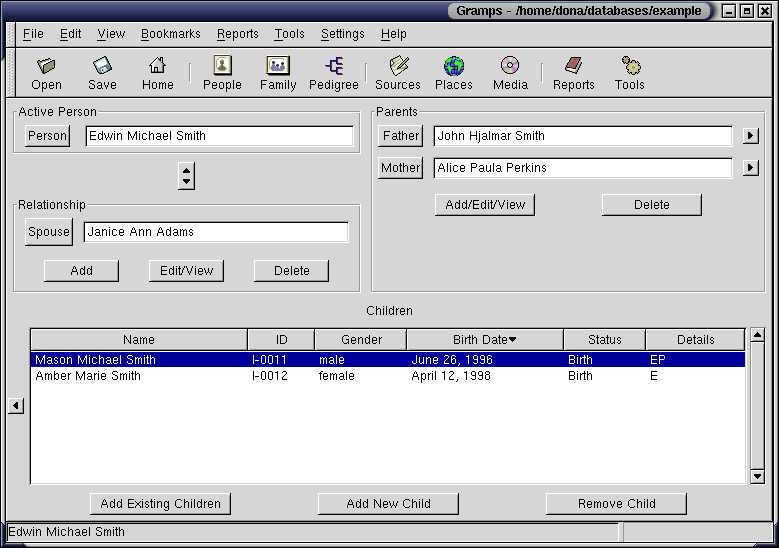 Gramps - /home/dona/databases/example
File Edit View Bookmarks Reports Tools Settings Help
Open Save Home People Family Pedigree Sources Places Media Reports Tools
Active Person
Person Edwin Michael Smith
Relationship
Spouse Janice Ann Adams
Add Edit/View Delete
Parents
Father John Hjalmar Smith
Mother Alice Paula Perkins
Add/Edit/View Delete
Children
Name ID Gender Birth Date Status Details
Mason Michael Smith I-0011 male June 26, 1996 Birth EP
Amber Marie Smith I-0012 female April 12, 1998 Birth E
Add Existing Children Add New Child Remove Child
Edwin Michael Smith